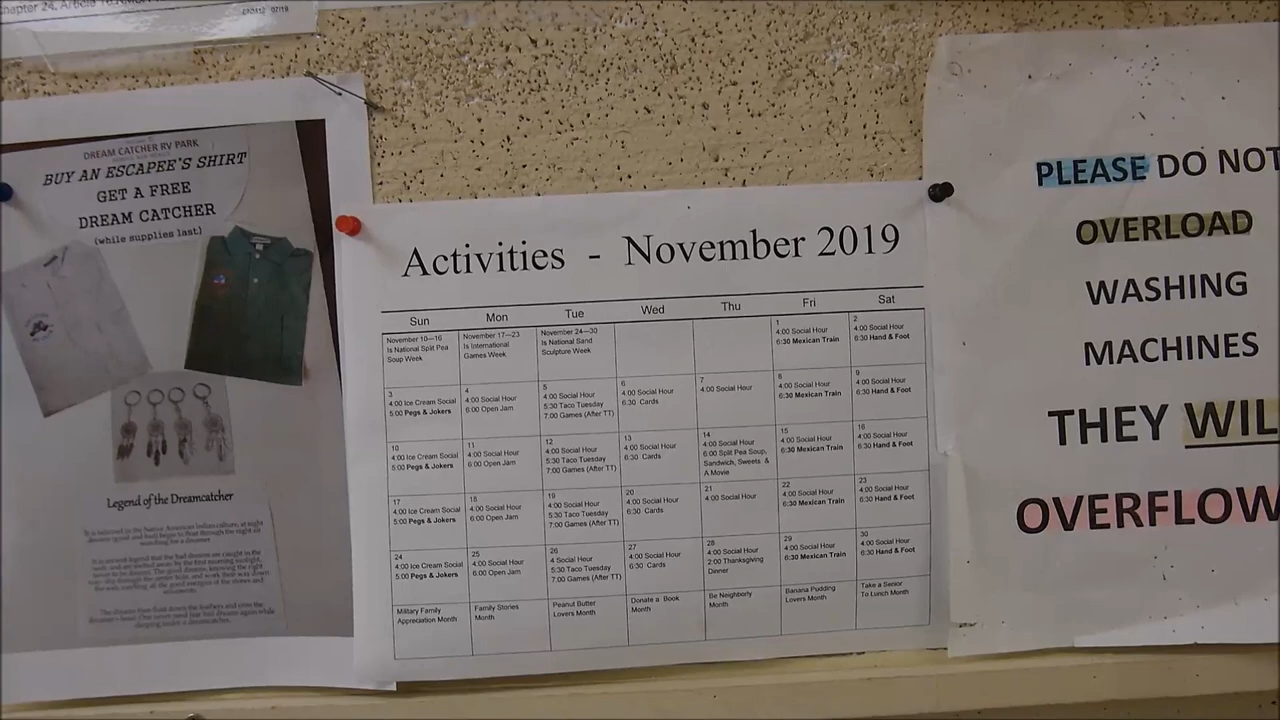 hapter 24, Article
07/19
DREAM CATCHER RV PARK
BUY AN ESCAPEE'S SHIRT
GET A FREE
DREAM CATCHER
(while supplies last)
Legend of the Dreamcatcher
Activities - November 2019
Sun Mon Tue Wed Thu Fri Sat
November 10—16
Is National Split Pea
Soup Week
November 17—23
Is International
Games Week
November 24—30
Is National Sand
Sculpture Week
1
4:00 Social Hour
6:30 Mexican Train
2
4:00 Social Hour
6:30 Hand & Foot
3
4:00 Ice Cream Social
5:00 Pegs & Jokers
4
4:00 Social Hour
6:00 Open Jam
5
4:00 Social Hour
5:30 Taco Tuesday
7:00 Games (After TT)
6
4:00 Social Hour
6:30 Cards
7
4:00 Social Hour
8
4:00 Social Hour
6:30 Mexican Train
9
4:00 Social Hour
6:30 Hand & Foot
10
4:00 Ice Cream Social
5:00 Pegs & Jokers
11
4:00 Social Hour
6:00 Open Jam
12
4:00 Social Hour
5:30 Taco Tuesday
7:00 Games (After TT)
13
4:00 Social Hour
6:30 Cards
14
4:00 Social Hour
6:00 Split Pea Soup,
Sandwich, Sweets &
A Movie
15
4:00 Social Hour
6:30 Mexican Train
16
4:00 Social Hour
6:30 Hand & Foot
17
4:00 Ice Cream Social
5:00 Pegs & Jokers
18
4:00 Social Hour
6:00 Open Jam
19
4:00 Social Hour
5:30 Taco Tuesday
7:00 Games (After TT)
20
4:00 Social Hour
6:30 Cards
21
4:00 Social Hour
22
4:00 Social Hour
6:30 Mexican Train
23
4:00 Social Hour
6:30 Hand & Foot
24
4:00 Ice Cream Social
5:00 Pegs & Jokers
25
4:00 Social Hour
6:00 Open Jam
26
4 Social Hour
5:30 Taco Tuesday
7:00 Games (After TT)
27
4:00 Social Hour
6:30 Cards
28
4:00 Social Hour
2:00 Thanksgiving
Dinner
29
4:00 Social Hour
6:30 Mexican Train
30
4:00 Social Hour
6:30 Hand & Foot
Military Family
Appreciation Month
Family Stories
Month
Peanut Butter
Lovers Month
Donate a Book
Month
Be Neighborly
Month
Banana Pudding
Lovers Month
Take a Senior
To Lunch Month
PLEASE DO NOT
OVERLOAD
WASHING
MACHINES
THEY WIL
OVERFLOW